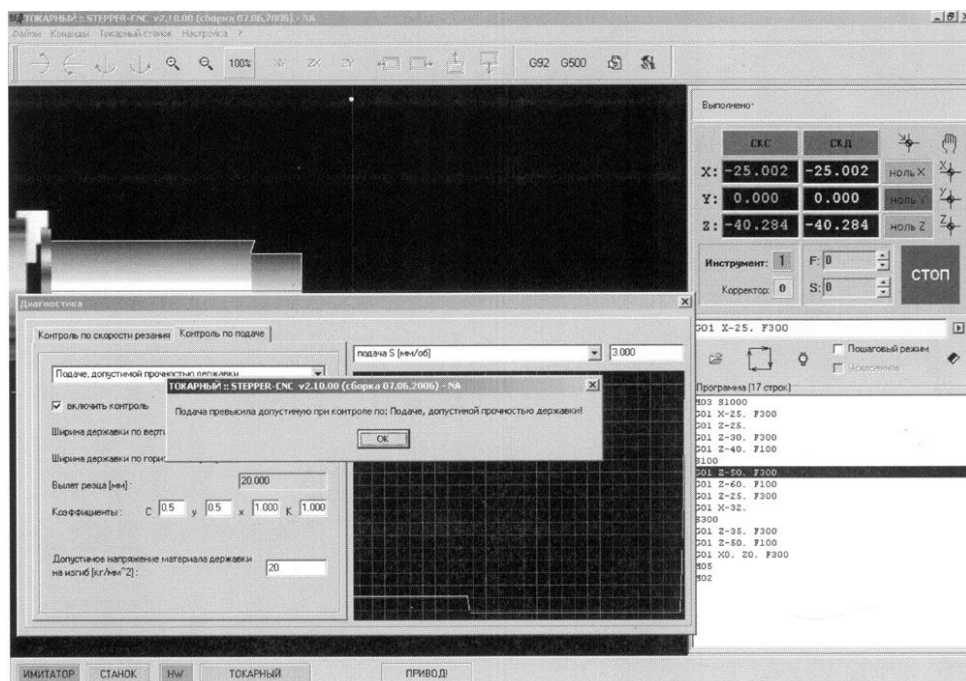 ТОКАРНЫЙ :: STEPPER-CNC v2.10.00 (сборка 07.06.2006) - NA
Файлы Команды Токарный станок Настройка ?
100% XY ZX ZY G92 G500
Выполнено:
СКС СКД
X: -25.002 -25.002 ноль X X
Y: 0.000 0.000 ноль Y Y
Z: -40.284 -40.284 ноль Z Z
Инструмент: 1 F: 0
Корректор: 0 S: 0
СТОП
G01 X-25. F300
Пошаговый режим
Программа (17 строк)
M03 S1000
G01 X-25. F300
G01 Z-25.
G01 Z-30. F300
G01 Z-40. F100
S100
G01 Z-50. F300
G01 Z-60. F100
G01 Z-25. F300
G01 X-32.
S300
G01 Z-35. F300
G01 Z-50. F100
G01 X0. Z0. F300
M05
M02
Диагностика
Контроль по скорости резания Контроль по подаче
подача S [мм/об] 3.000
Подаче, допустимой прочностью державки
включить контроль
Ширина державки по верти
Ширина державки по гориз
Вылет резца [мм] : 20.000
Коэффициенты : C 0.5 y 0.5 x 1.000 K 1.000
Допустимое напряжение материала державки
на изгиб [кг/мм^2] : 20
ТОКАРНЫЙ :: STEPPER-CNC v2.10.00 (сборка 07.06.2006) - NA
Подача превысила допустимую при контроле по: Подаче, допустимой прочностью державки!
OK
ИМИТАТОР СТАНОК HW ТОКАРНЫЙ ПРИВОД!